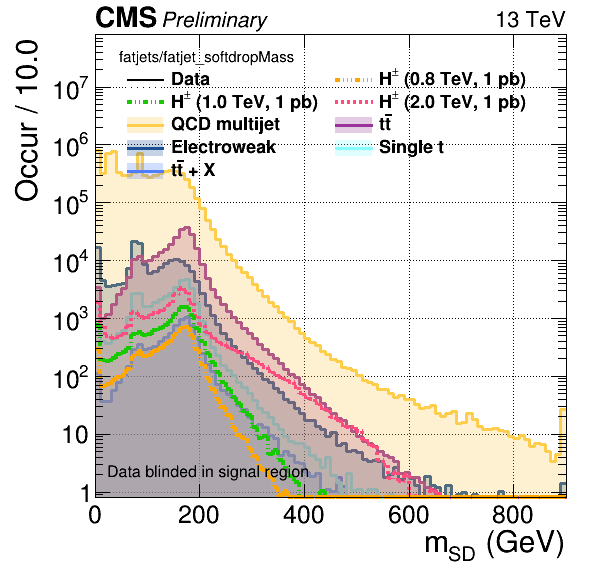 CMS Preliminary 13 TeV
fatjets/fatjet_softdropMass
Data H± (0.8 TeV, 1 pb)
H± (1.0 TeV, 1 pb) H± (2.0 TeV, 1 pb)
QCD multijet tt̄
Electroweak Single t
tt̄ + X
Occur / 10.0
10⁷
10⁶
10⁵
10⁴
10³
10²
10
1
Data blinded in signal region
0 200 400 600 800
m_SD (GeV)